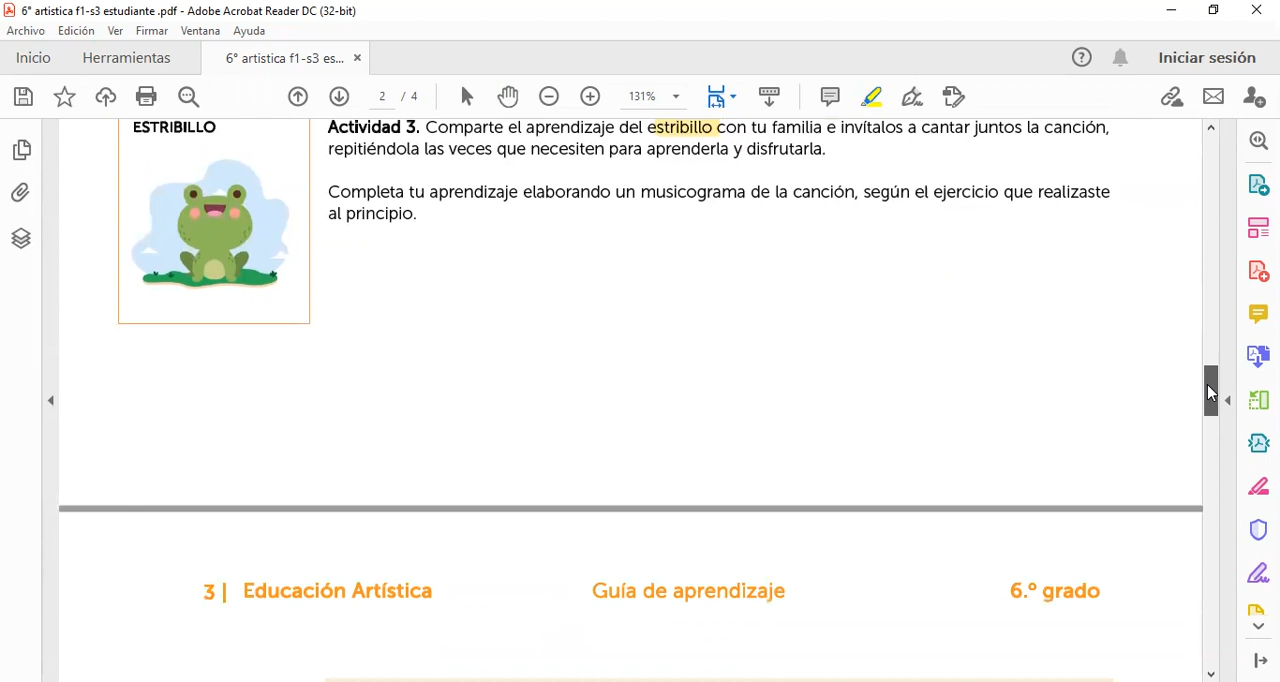 6° artistica f1-s3 estudiante .pdf - Adobe Acrobat Reader DC (32-bit)
Archivo Edición Ver Firmar Ventana Ayuda
Inicio Herramientas 6° artistica f1-s3 es... Iniciar sesión
2 / 4 131%
ESTRIBILLO
Actividad 3. Comparte el aprendizaje del estribillo con tu familia e invítalos a cantar juntos la canción,
repitiéndola las veces que necesiten para aprenderla y disfrutarla.
Completa tu aprendizaje elaborando un musicograma de la canción, según el ejercicio que realizaste
al principio.
3 | Educación Artística Guía de aprendizaje 6.º grado